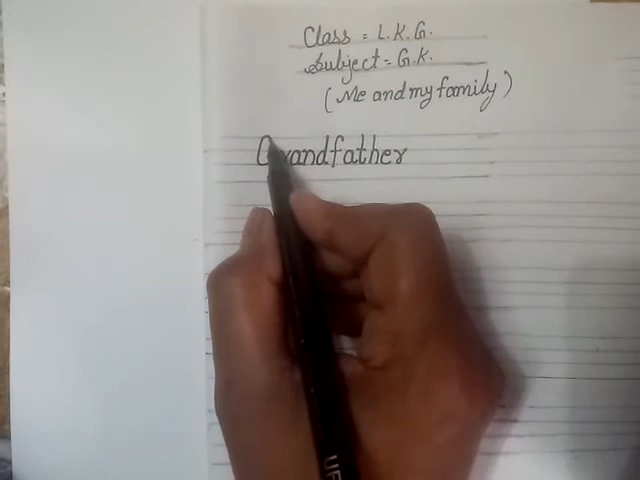 Class = L.K.G.
Subject = G.K.
(Me and my family)
Grandfather